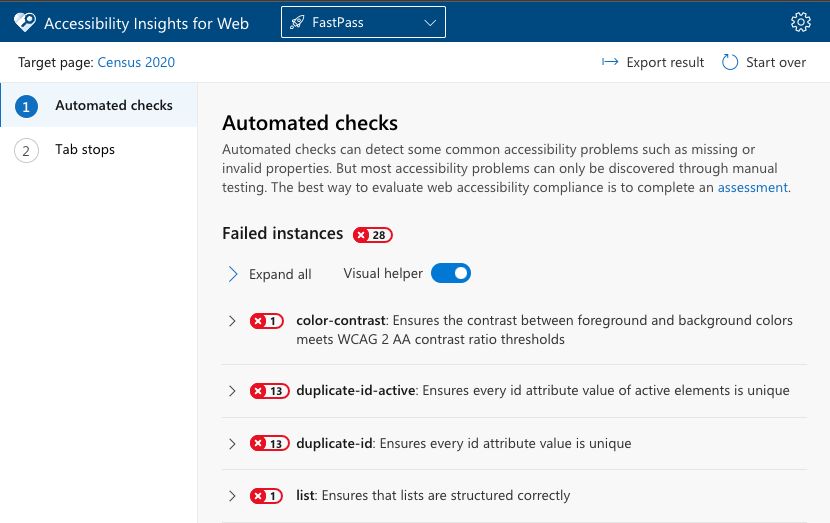 Accessibility Insights for Web
FastPass
Target page: Census 2020
Export result
Start over
1 Automated checks
2 Tab stops
Automated checks
Automated checks can detect some common accessibility problems such as missing or
invalid properties. But most accessibility problems can only be discovered through manual
testing. The best way to evaluate web accessibility compliance is to complete an assessment.
Failed instances 28
Expand all
Visual helper
1 color-contrast: Ensures the contrast between foreground and background colors
meets WCAG 2 AA contrast ratio thresholds
13 duplicate-id-active: Ensures every id attribute value of active elements is unique
13 duplicate-id: Ensures every id attribute value is unique
1 list: Ensures that lists are structured correctly